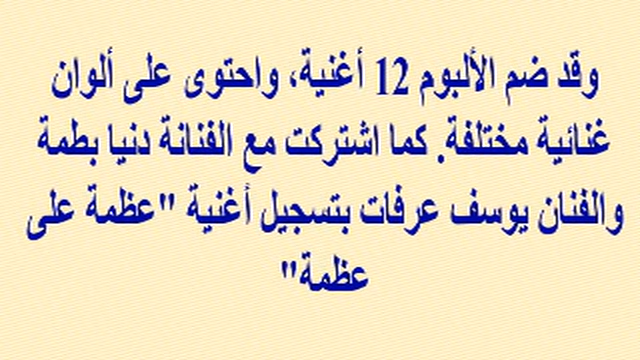 وقد ضم الألبوم 12 أغنية، واحتوى على ألوان
غنائية مختلفة. كما اشتركت مع الفنانة دنيا بطمة
والفنان يوسف عرفات بتسجيل أغنية "عظمة على
عظمة"